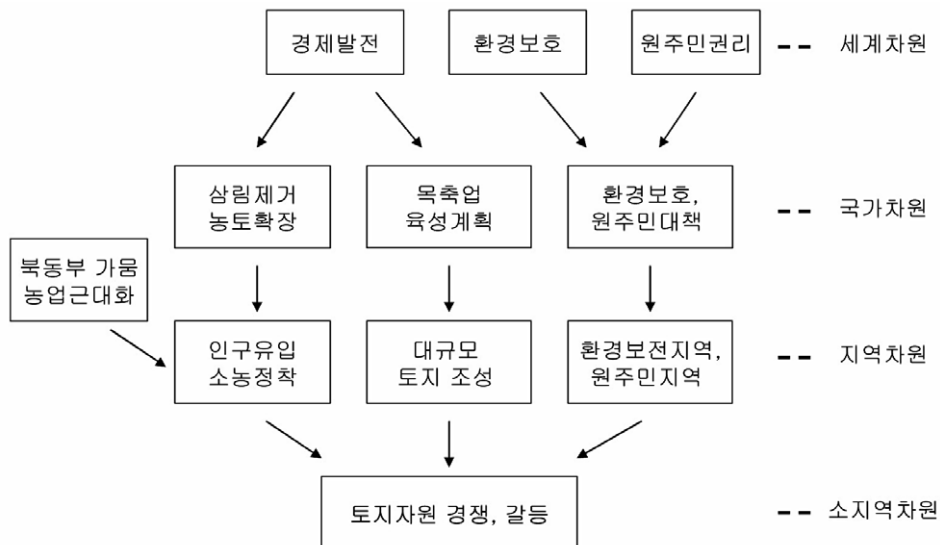 경제발전
환경보호
원주민권리
-- 세계차원
삼림제거
농토확장
목축업
육성계획
환경보호,
원주민대책
-- 국가차원
북동부 가뭄
농업근대화
인구유입
소농정착
대규모
토지 조성
환경보전지역,
원주민지역
-- 지역차원
토지자원 경쟁, 갈등
-- 소지역차원